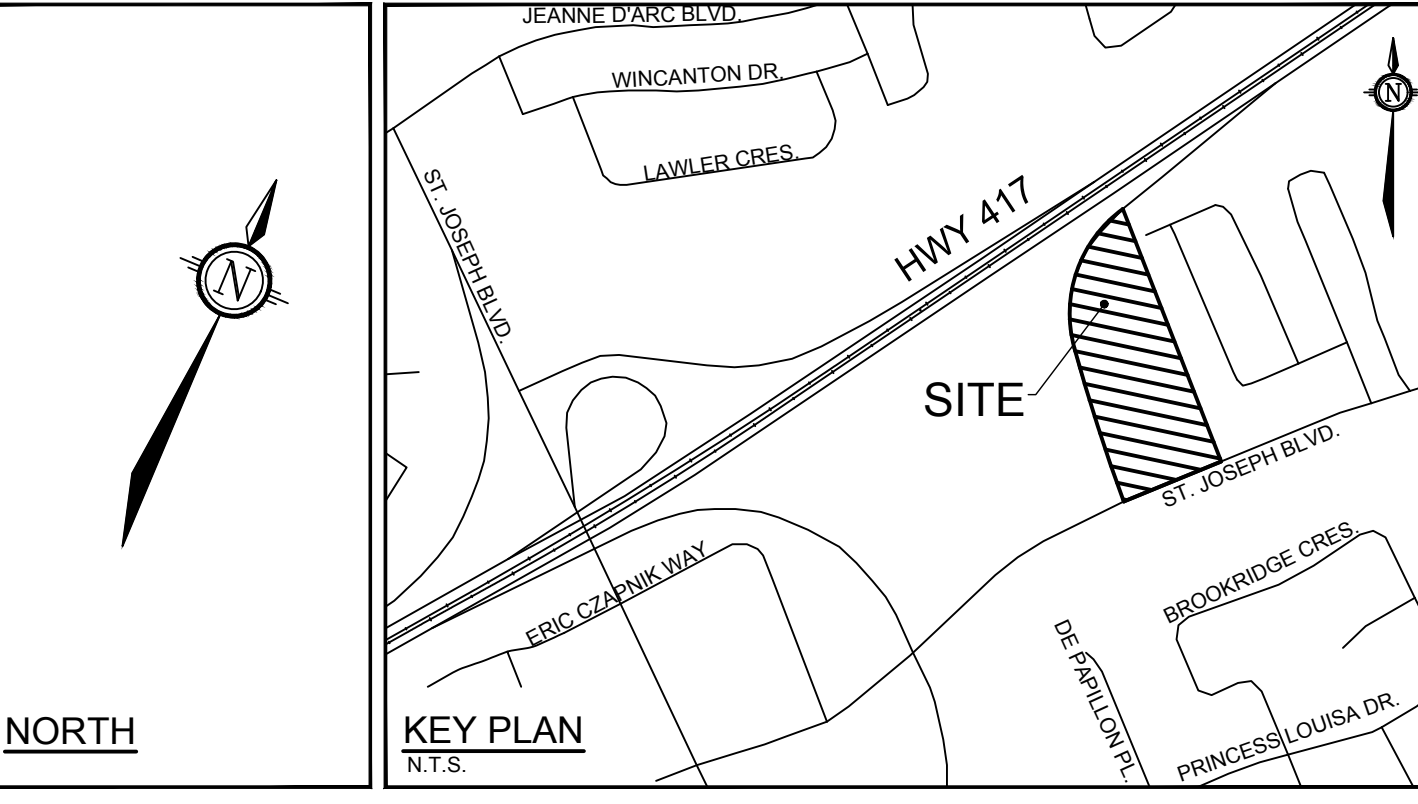 N
NORTH
JEANNE D'ARC BLVD.
WINCANTON DR.
LAWLER CRES.
ST. JOSEPH BLVD.
HWY 417
N
SITE
ST. JOSEPH BLVD.
ERIC CZAPNIK WAY
BROOKRIDGE CRES.
DE PAPILLON PL.
PRINCESS LOUISA DR.
KEY PLAN
N.T.S.